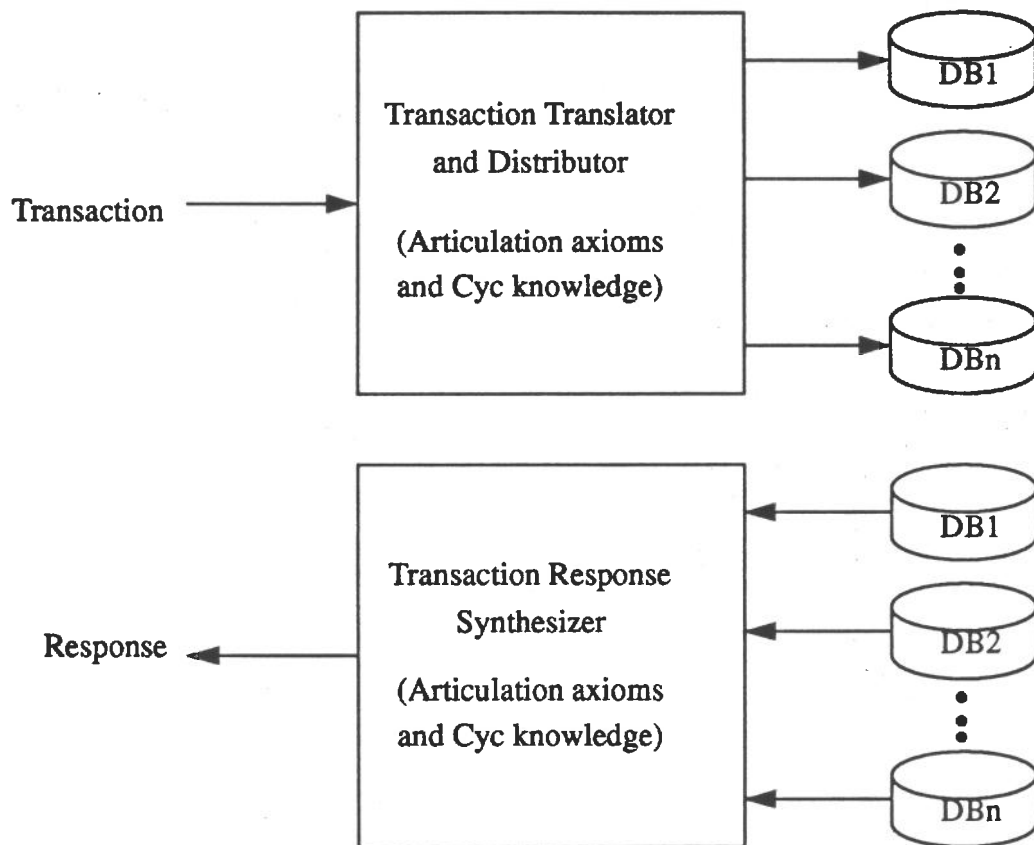 Transaction
Transaction Translator
and Distributor
(Articulation axioms
and Cyc knowledge)
DB1
DB2
DBn
Response
Transaction Response
Synthesizer
(Articulation axioms
and Cyc knowledge)
DB1
DB2
DBn